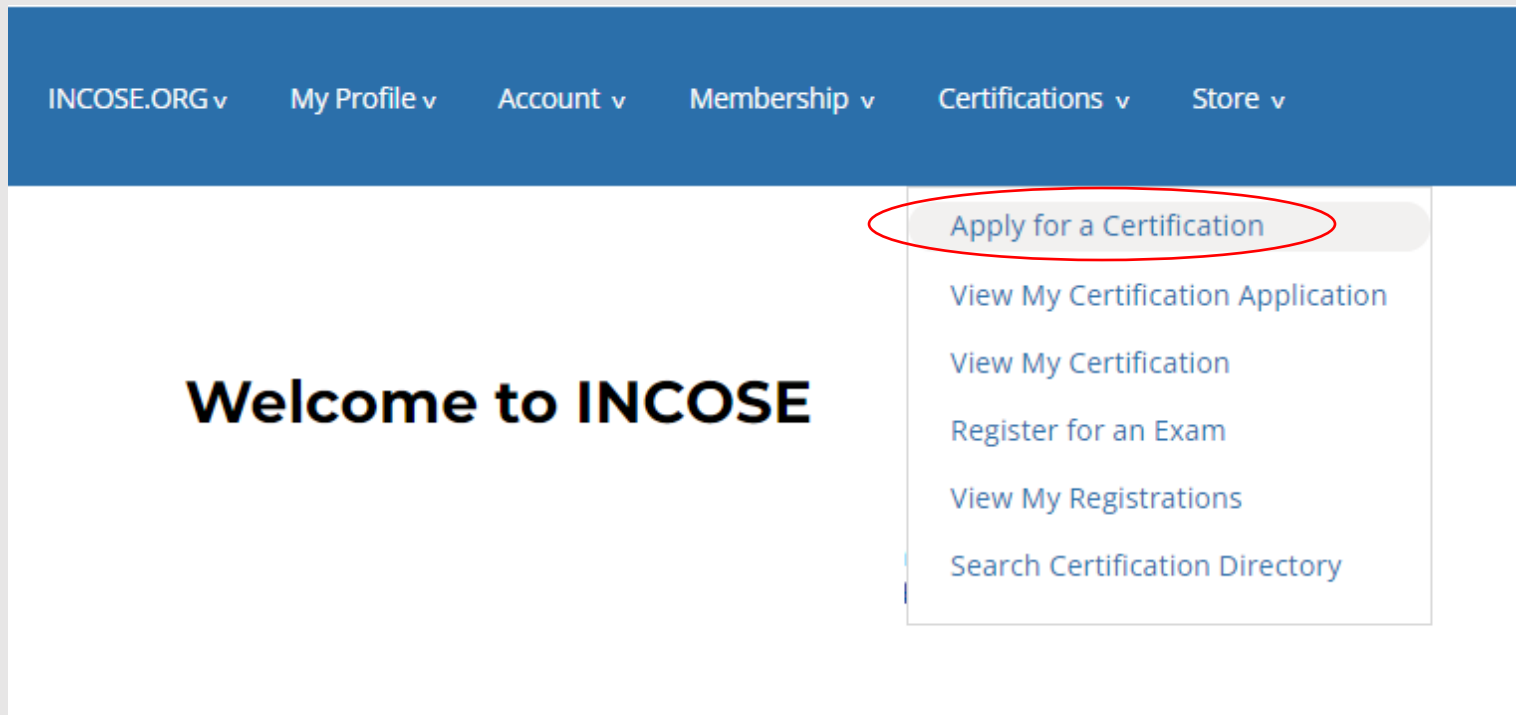 INCOSE.ORG v My Profile v Account v Membership v Certifications v Store v
Apply for a Certification
View My Certification Application
View My Certification
Welcome to INCOSE
Register for an Exam
View My Registrations
Search Certification Directory